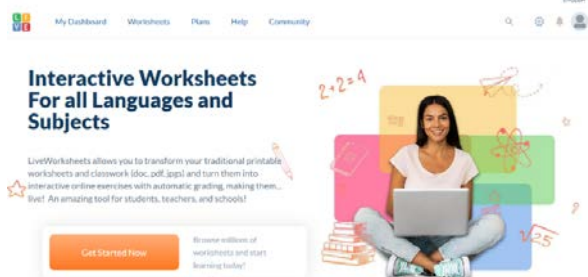 LIVE
My Dashboard Worksheets Plans Help Community
Interactive Worksheets
For all Languages and
Subjects
LiveWorksheets allows you to transform your traditional printable
worksheets and classwork (doc, pdf, jpgs) and turn them into
interactive online exercises with automatic grading, making them...
live! An amazing tool for students, teachers, and schools!
Get Started Now
Browse millions of
worksheets and start
learning today!
2+2=4
√25